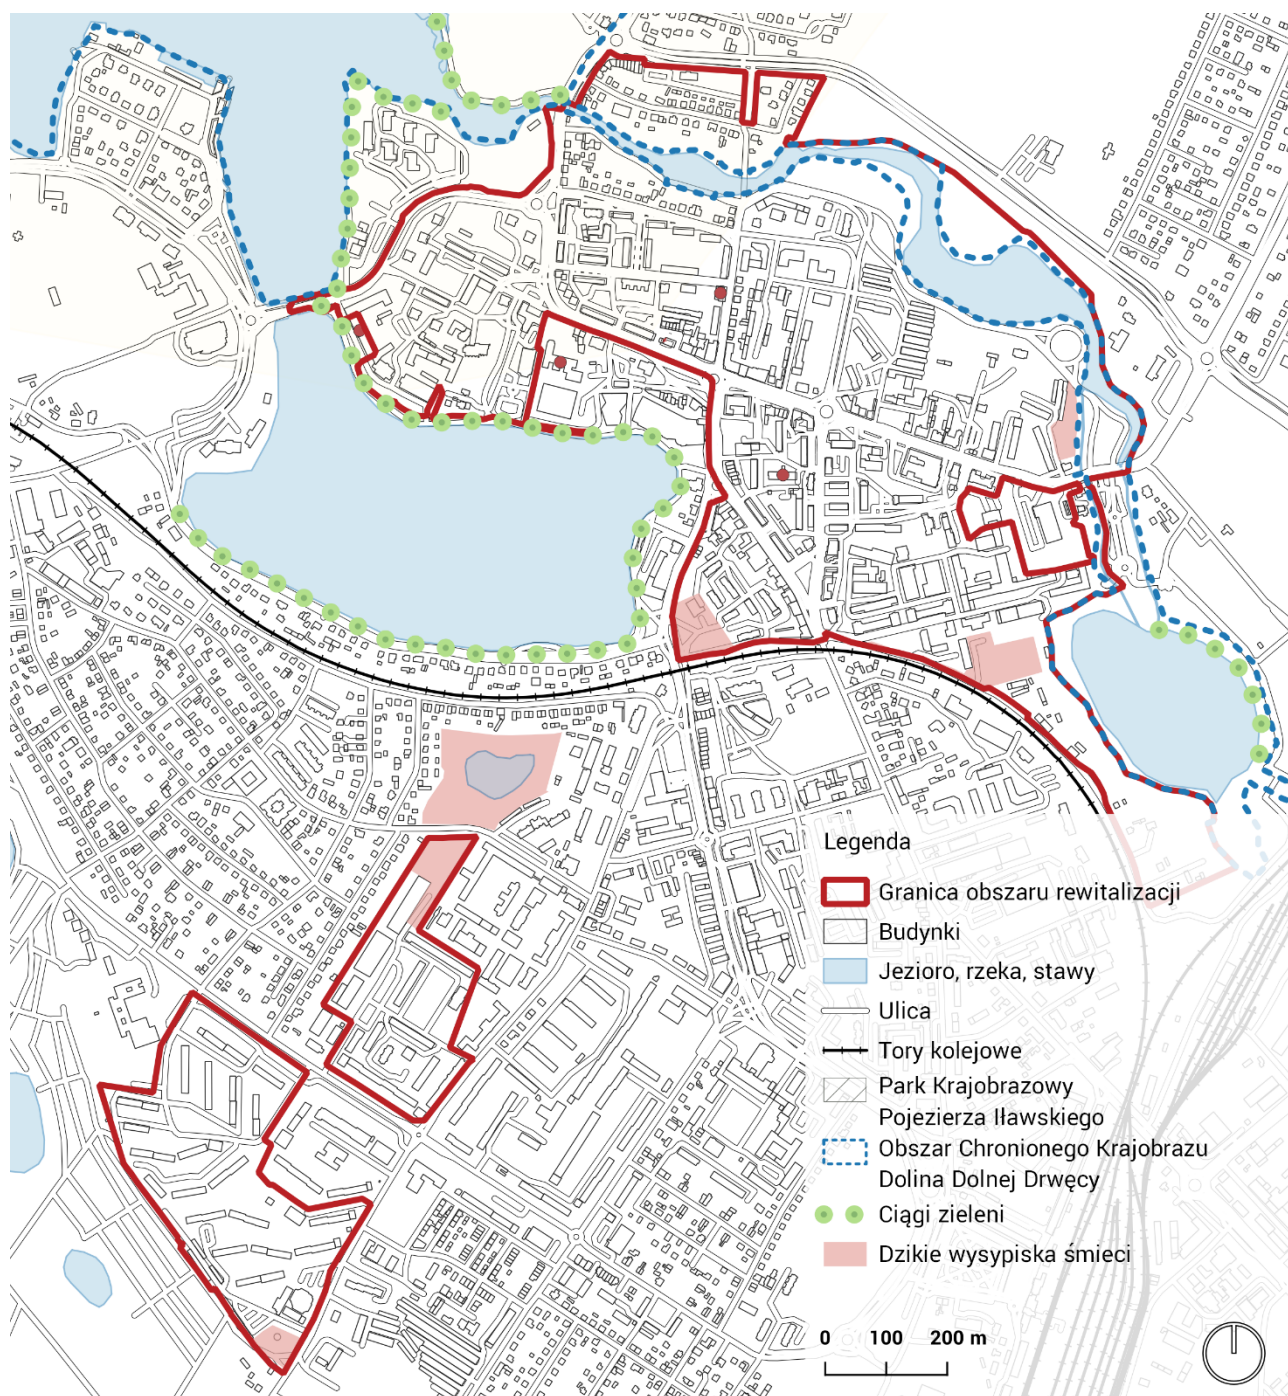 Legenda
Granica obszaru rewitalizacji
Budynki
Jezioro, rzeka, stawy
Ulica
Tory kolejowe
Park Krajobrazowy
Pojezierza Iławskiego
Obszar Chronionego Krajobrazu
Dolina Dolnej Drwęcy
Ciągi zieleni
Dzikie wysypiska śmieci
0 100 200 m